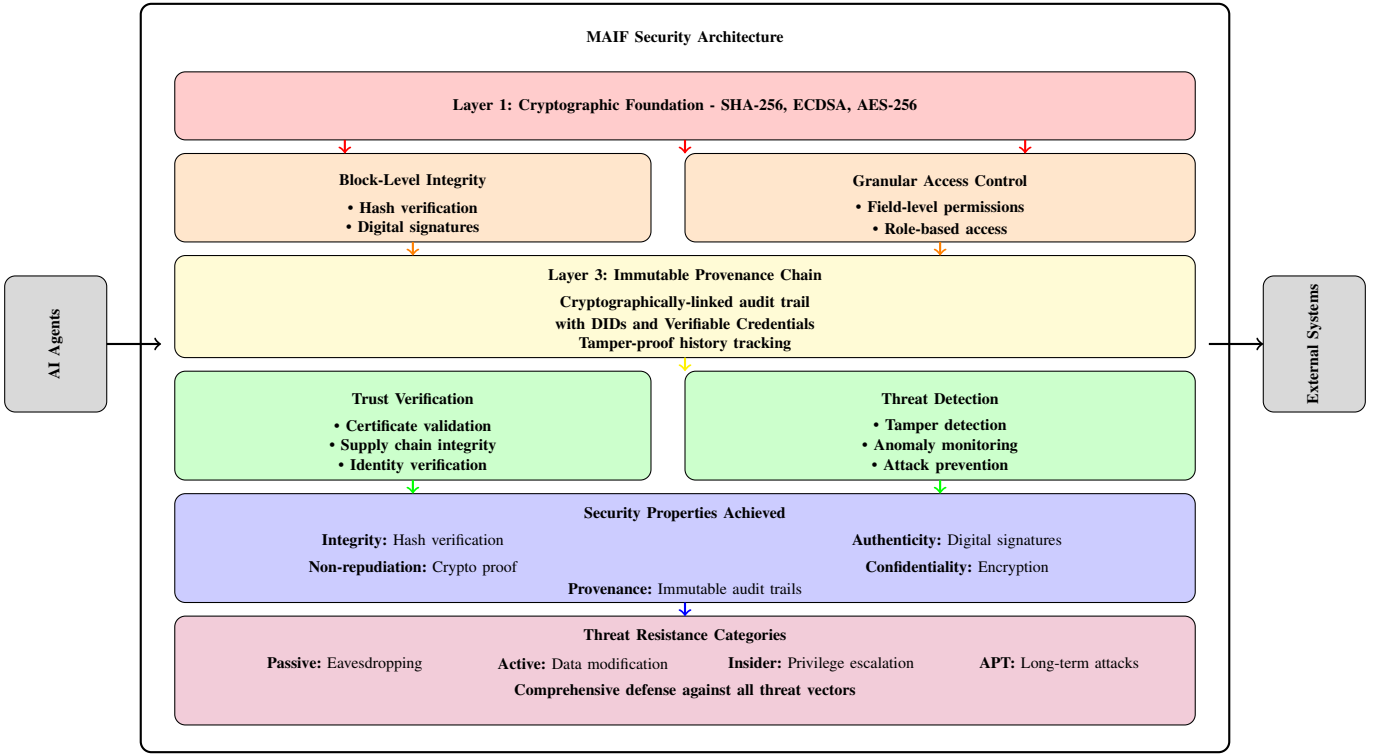 MAIF Security Architecture
Layer 1: Cryptographic Foundation - SHA-256, ECDSA, AES-256
Block-Level Integrity
• Hash verification
• Digital signatures
Granular Access Control
• Field-level permissions
• Role-based access
AI Agents
Layer 3: Immutable Provenance Chain
Cryptographically-linked audit trail
with DIDs and Verifiable Credentials
Tamper-proof history tracking
External Systems
Trust Verification
• Certificate validation
• Supply chain integrity
• Identity verification
Threat Detection
• Tamper detection
• Anomaly monitoring
• Attack prevention
Security Properties Achieved
Integrity: Hash verification
Authenticity: Digital signatures
Non-repudiation: Crypto proof
Confidentiality: Encryption
Provenance: Immutable audit trails
Threat Resistance Categories
Passive: Eavesdropping
Active: Data modification
Insider: Privilege escalation
APT: Long-term attacks
Comprehensive defense against all threat vectors